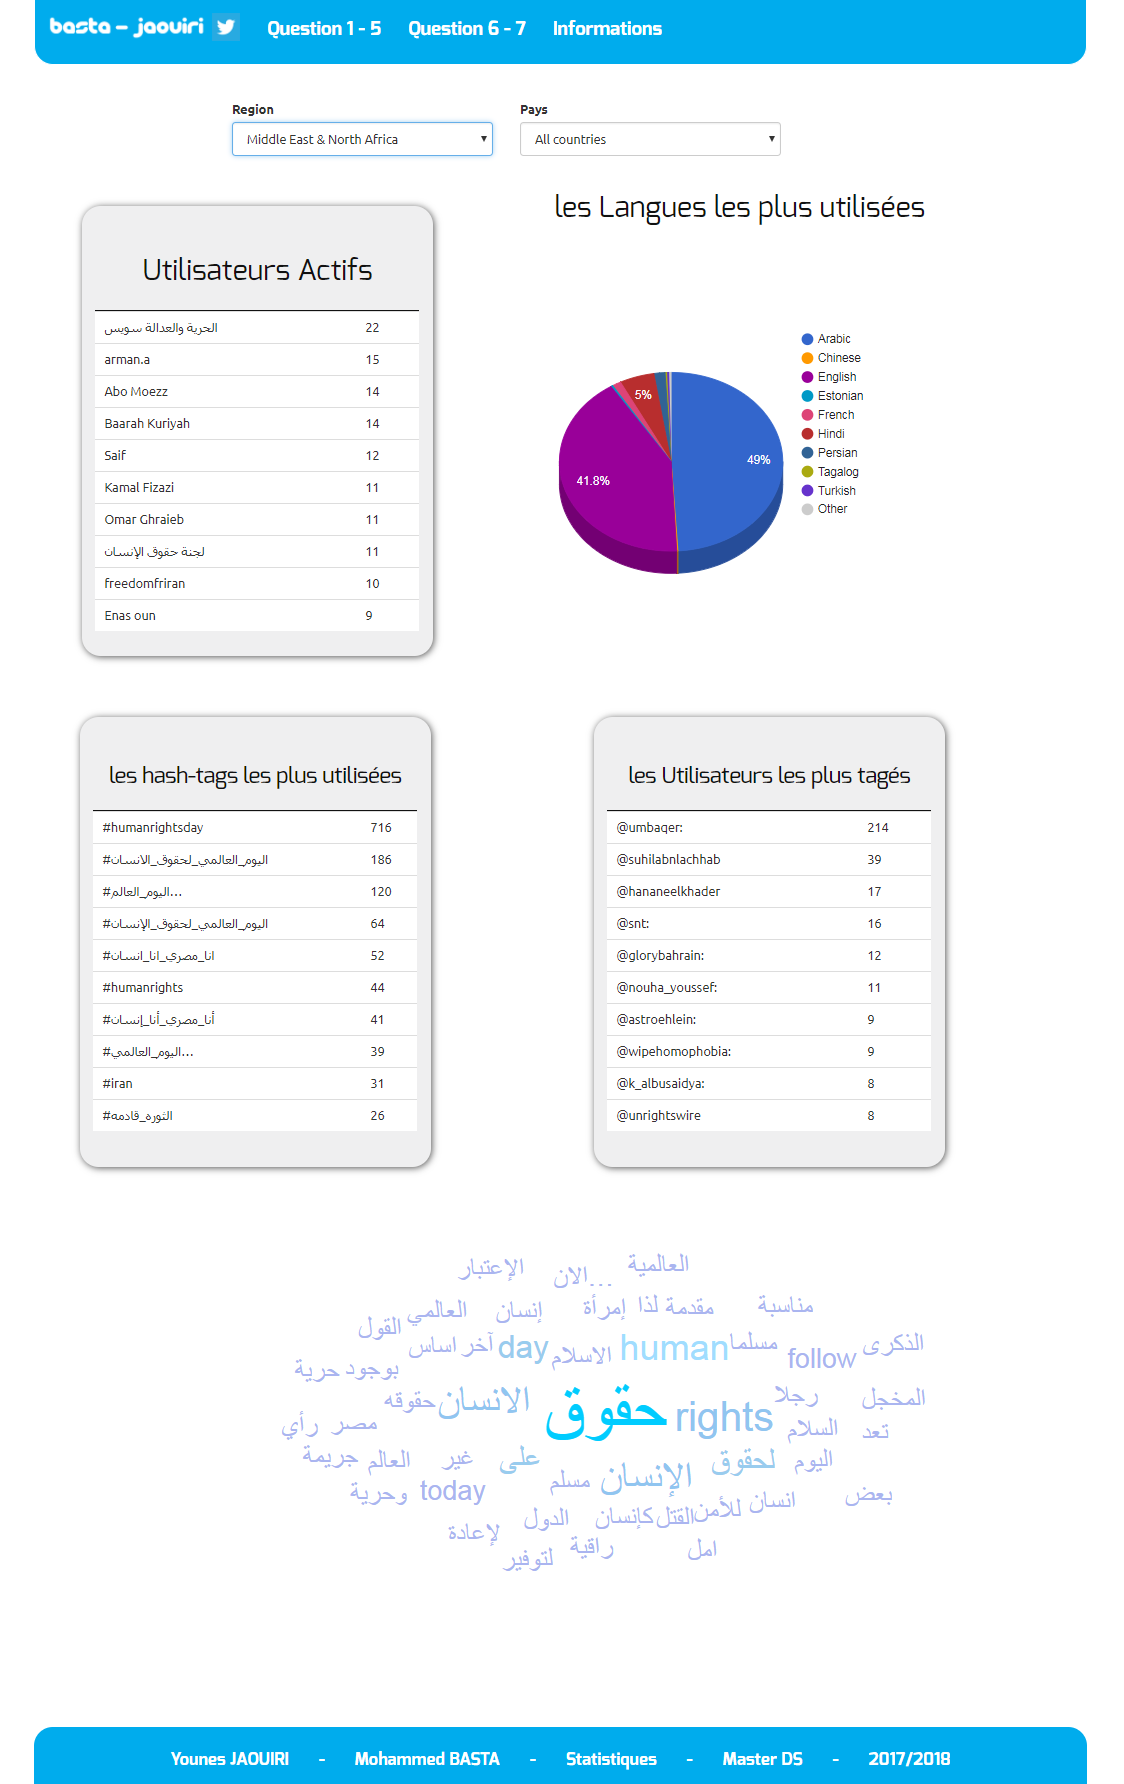 basta - jaouiri Question 1 - 5 Question 6 - 7 Informations
Region Pays
Middle East & North Africa All countries
les Langues les plus utilisées
Utilisateurs Actifs
الحرية والعدالة سويس 22
arman.a 15
Abo Moezz 14
Baarah Kuriyah 14
Saif 12
Kamal Fizazi 11
Omar Ghraieb 11
لجنة حقوق الإنسان 11
freedomfriran 10
Enas oun 9
Arabic
Chinese
English
Estonian
French
Hindi
Persian
Tagalog
Turkish
Other
5%
49%
41.8%
les hash-tags les plus utilisées
#humanrightsday 716
#اليوم_العالمي_لحقوق_الانسان 186
#اليوم_العالم… 120
#اليوم_العالمي_لحقوق_الإنسان 64
#انا_مصري_انا_انسان 52
#humanrights 44
#أنا_مصري_أنا_إنسان 41
#اليوم_العالمي… 39
#iran 31
#الثورة_قادمه 26
les Utilisateurs les plus tagés
@umbaqer: 214
@suhilabnlachhab 39
@hananeelkhader 17
@snt: 16
@glorybahrain: 12
@nouha_youssef: 11
@astroehlein: 9
@wipehomophobia: 9
@k_albusaidya: 8
@unrightswire 8
العالمية الان… الإعتبار
مناسبة مقدمة لذا إمرأة إنسان العالمي القول
الذكرى follow مسلما human الاسلام day آخر اساس بوجود حرية
المخجل رجلا rights حقوق الانسان حقوقه
تعد السلام مصر رأي
اليوم لحقوق الإنسان مسلم على غير العالم جريمة
بعض انسان للأمن القتل كإنسان الدول today وحرية
امل راقية لتوفير لإعادة
Younes JAOUIRI - Mohammed BASTA - Statistiques - Master DS - 2017/2018